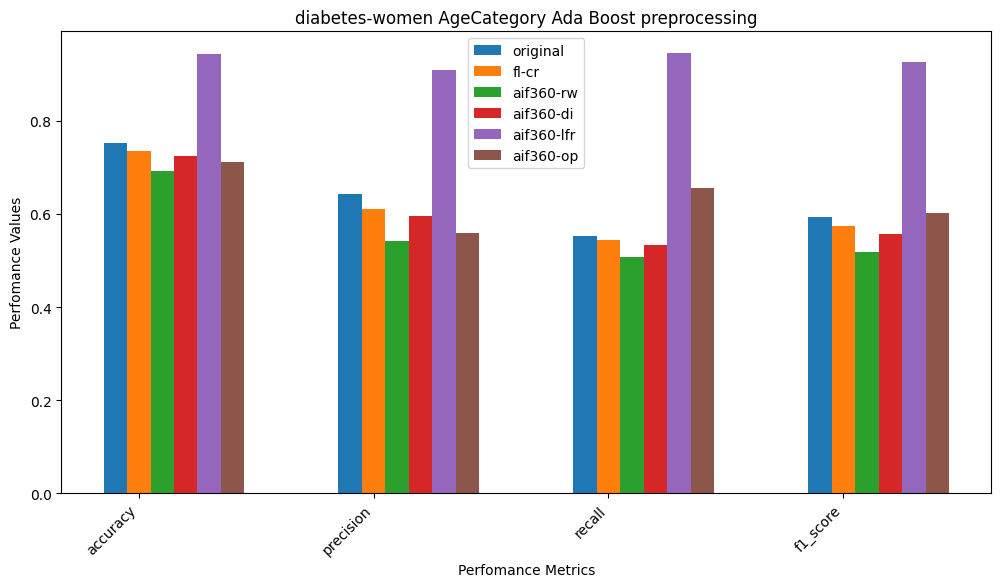 diabetes-women AgeCategory Ada Boost preprocessing
original
fl-cr
aif360-rw
aif360-di
aif360-lfr
aif360-op
Perfomance Values
0.8
0.6
0.4
0.2
0.0
accuracy
precision
recall
f1_score
Perfomance Metrics